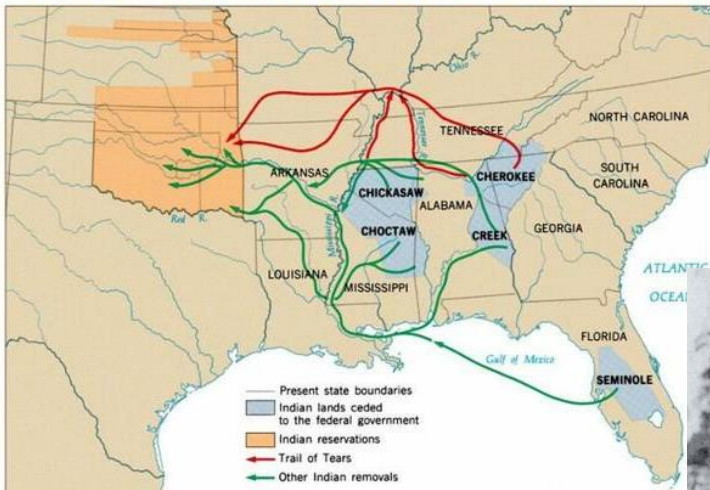 Ohio R.
NORTH CAROLINA
TENNESSEE
Tennessee R.
ARKANSAS
CHEROKEE
SOUTH
CAROLINA
CHICKASAW
ALABAMA
Mississippi R.
Red R.
CHOCTAW
CREEK
GEORGIA
LOUISIANA
MISSISSIPPI
ATLANTIC
OCEAN
FLORIDA
Gulf of Mexico
SEMINOLE
Present state boundaries
Indian lands ceded
to the federal government
Indian reservations
Trail of Tears
Other Indian removals